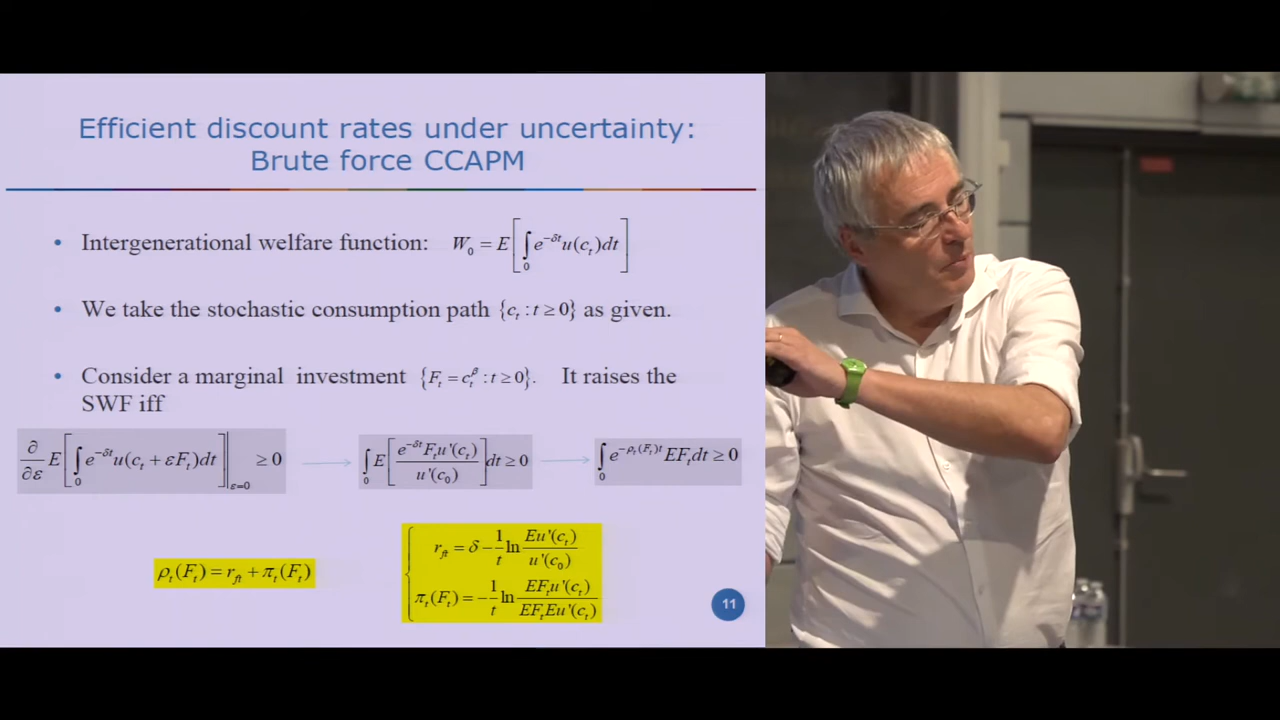 Efficient discount rates under uncertainty:
Brute force CCAPM
• Intergenerational welfare function: W₀ = E[∫₀ e^{-δt} u(c_t)dt]
• We take the stochastic consumption path {c_t : t ≥ 0} as given.
• Consider a marginal investment {F_t = c_t^β : t ≥ 0}. It raises the
SWF iff
∂/∂ε E[∫₀ e^{-δt} u(c_t + εF_t)dt]|_{ε=0} ≥ 0 → ∫₀ E[e^{-δt} F_t u'(c_t) / u'(c₀)] dt ≥ 0 → ∫₀ e^{-ρ_t(F_t)t} EF_t dt ≥ 0
r_{ft} = δ − 1/t ln Eu'(c_t)/u'(c₀)
ρ_t(F_t) = r_{ft} + π_t(F_t)
π_t(F_t) = − 1/t ln EF_t u'(c_t)/EF_t Eu'(c_t)
11